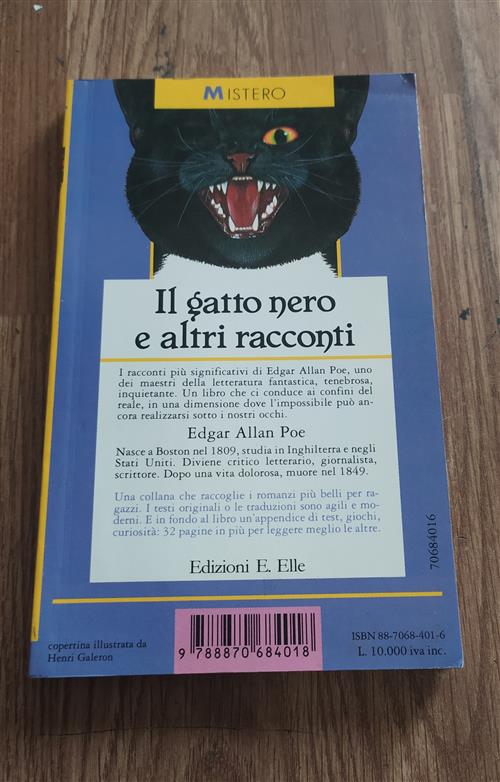 MISTERO
Il gatto nero
e altri racconti
I racconti più significativi di Edgar Allan Poe, uno
dei maestri della letteratura fantastica, tenebrosa,
inquietante. Un libro che ci conduce ai confini del
reale, in una dimensione dove l'impossibile può an-
cora realizzarsi sotto i nostri occhi.
Edgar Allan Poe
Nasce a Boston nel 1809, studia in Inghilterra e negli
Stati Uniti. Diviene critico letterario, giornalista,
scrittore. Dopo una vita dolorosa, muore nel 1849.
Una collana che raccoglie i romanzi più belli per ra-
gazzi. I testi originali o le traduzioni sono agili e mo-
derni. E in fondo al libro un'appendice di test, giochi,
curiosità: 32 pagine in più per leggere meglio le altre.
Edizioni E. Elle
70684016
copertina illustrata da
Henri Galeron
9 788870 684018
ISBN 88-7068-401-6
L. 10.000 iva inc.